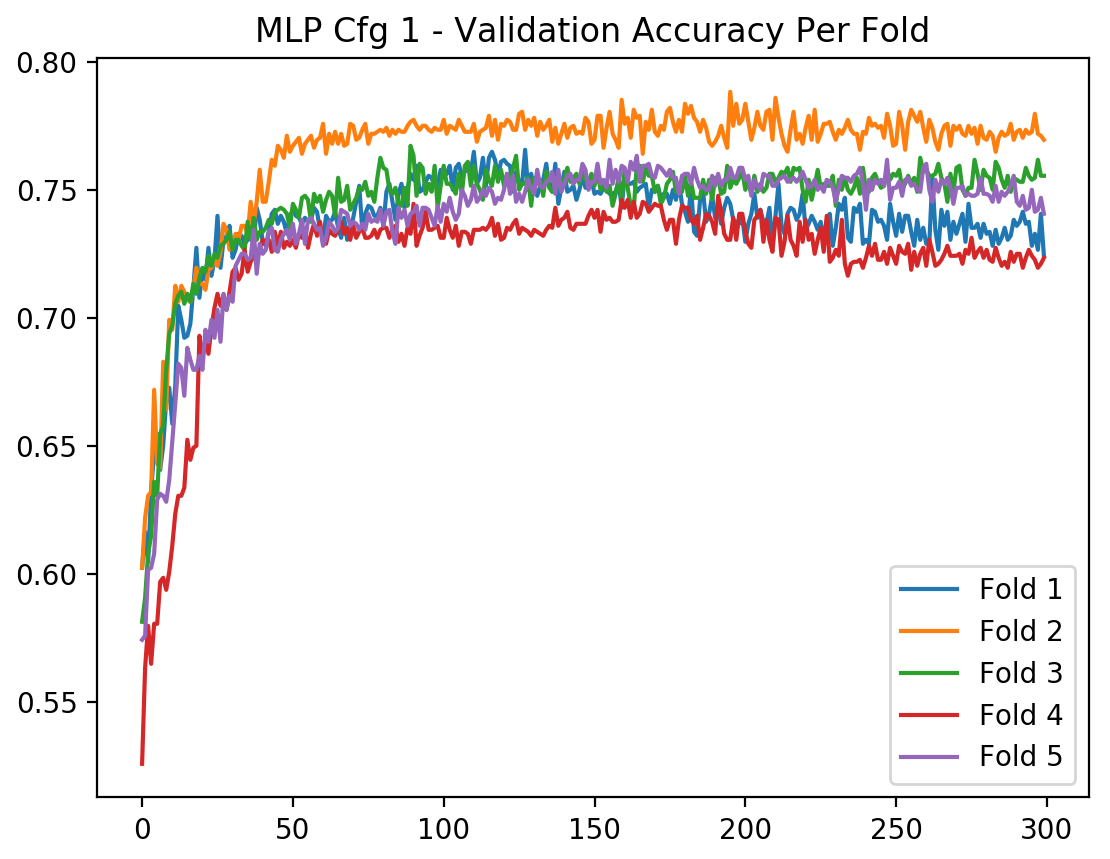 MLP Cfg 1 - Validation Accuracy Per Fold
0.80
0.75
0.70
0.65
0.60
0.55
Fold 1
Fold 2
Fold 3
Fold 4
Fold 5
0 50 100 150 200 250 300